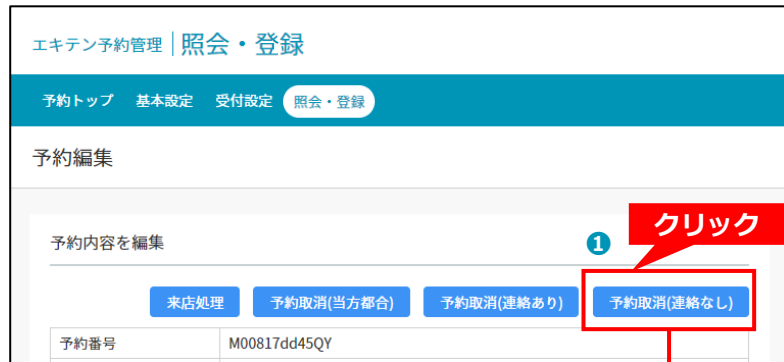 エキテン予約管理 照会・登録
予約トップ 基本設定 受付設定 照会・登録
予約編集
クリック
予約内容を編集 ❶
来店処理 予約取消(当方都合) 予約取消(連絡あり) 予約取消(連絡なし)
予約番号 M00817dd45QY